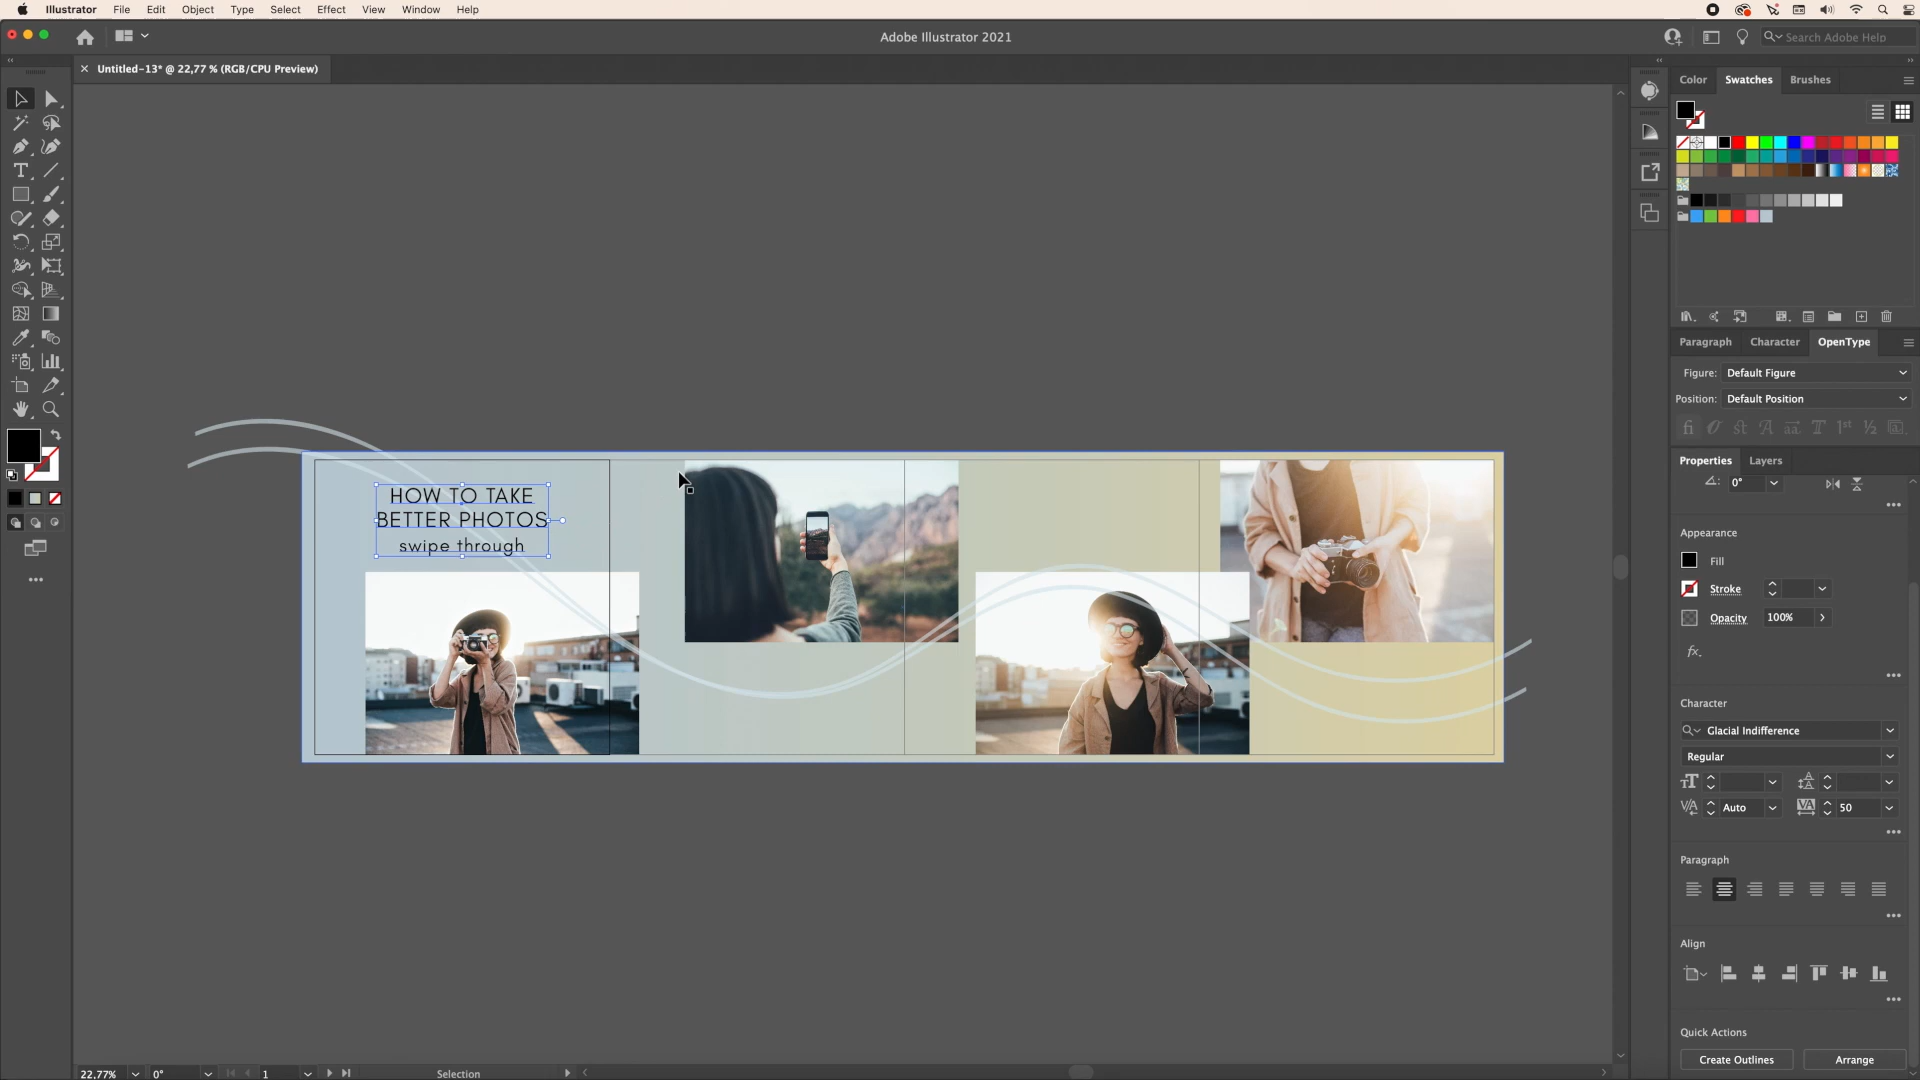 Illustrator File Edit Object Type Select Effect View Window Help
Adobe Illustrator 2021
Search Adobe Help
Untitled-13* @ 22,77 % (RGB/CPU Preview)
Color Swatches Brushes
Paragraph Character OpenType
Figure: Default Figure
Position: Default Position
Properties Layers
0°
Appearance
Fill
Stroke
Opacity 100%
fx.
Character
Glacial Indifference
Regular
Auto 50
Paragraph
Align
Quick Actions
Create Outlines Arrange
HOW TO TAKE
BETTER PHOTOS
swipe through
22,77% 0° 1 Selection